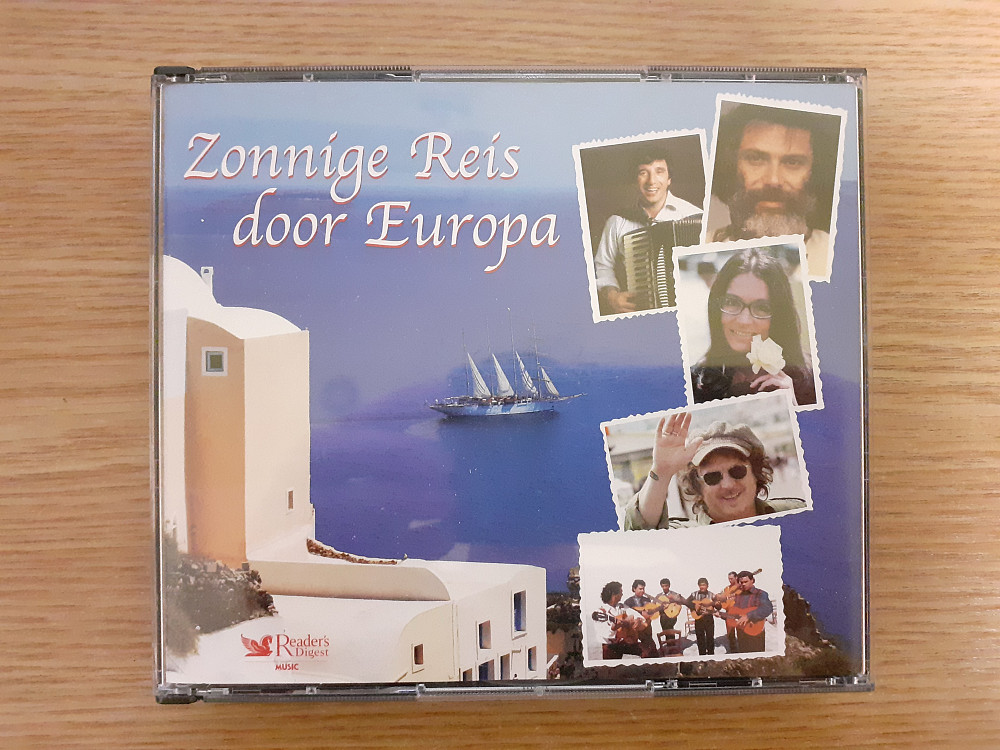 Zonnige Reis
door Europa
Reader's
Digest
MUSIC